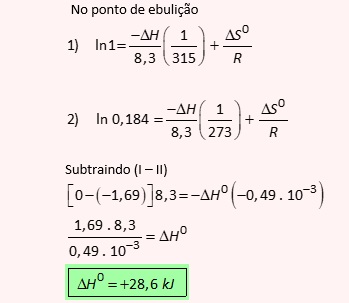 No ponto de ebulição
1) ln1=−ΔH/8,3(1/315)+ΔS⁰/R
2) ln 0,184=−ΔH/8,3(1/273)+ΔS⁰/R
Subtraindo (I – II)
[0−(−1,69)]8,3=−ΔH⁰(−0,49 . 10⁻³)
1,69 . 8,3/0,49 . 10⁻³=ΔH⁰
ΔH⁰=+28,6 kJ